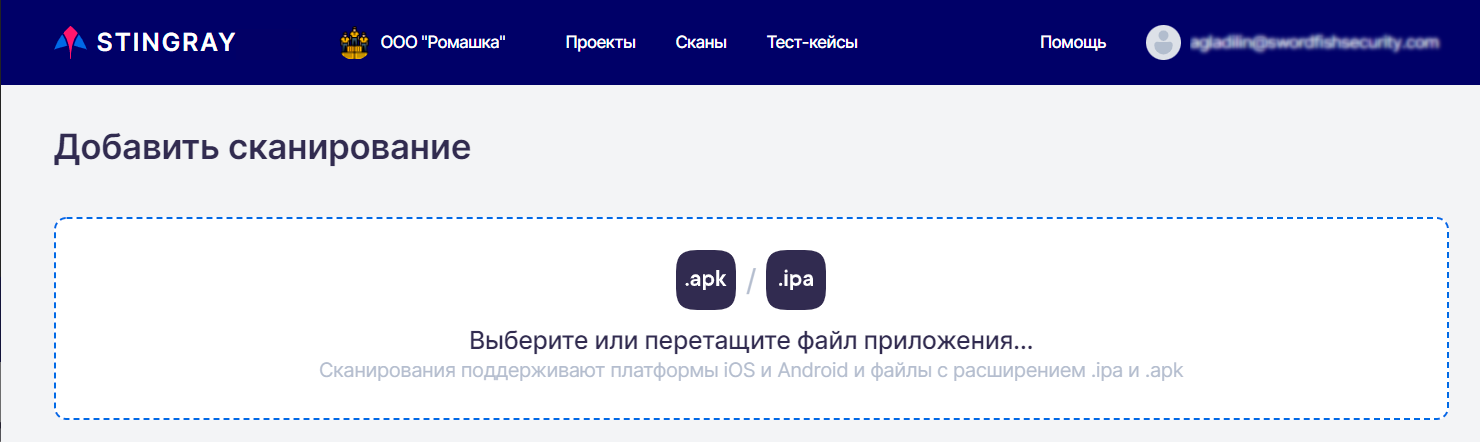 STINGRAY
ООО "Ромашка"
Проекты
Сканы
Тест-кейсы
Помощь
Добавить сканирование
.apk / .ipa
Выберите или перетащите файл приложения...
Сканирования поддерживают платформы iOS и Android и файлы с расширением .ipa и .apk